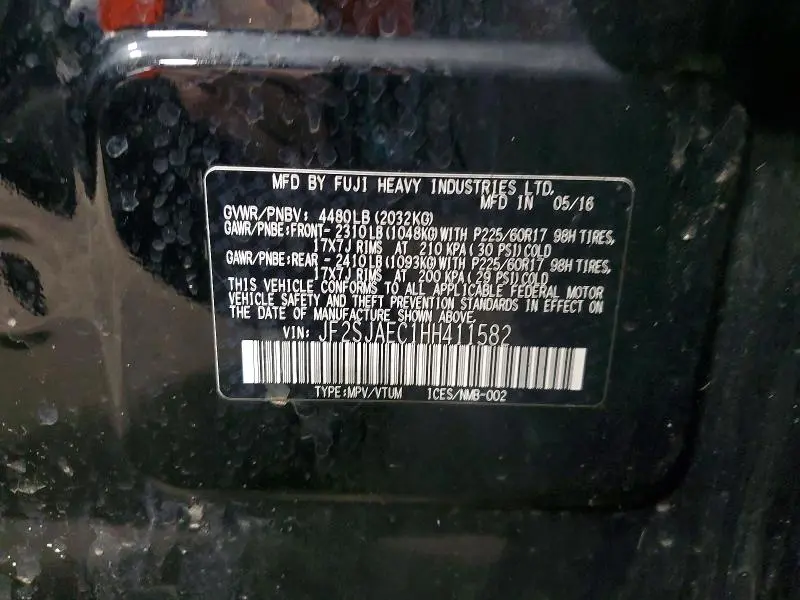 MFD BY FUJI HEAVY INDUSTRIES LTD.
MFD IN 05/16
GVWR/PNBV: 4480LB (2032KG)
GAWR/PNBE:FRONT- 2310LB(1048KG)WITH P225/60R17 98H TIRES,
17X7J RIMS AT 210 KPA ( 30 PSI)COLD
GAWR/PNBE:REAR - 2410LB(1093KG)WITH P225/60R17 98H TIRES,
17X7J RIMS AT 200 KPA ( 29 PSI)COLD
THIS VEHICLE CONFORMS TO ALL APPLICABLE FEDERAL MOTOR
VEHICLE SAFETY AND THEFT PREVENTION STANDARDS IN EFFECT ON
THE DATE OF MANUFACTURE SHOWN ABOVE.
VIN: JF2SJAEC1HH411582
TYPE:MPV/VTUM ICES/NMB-002